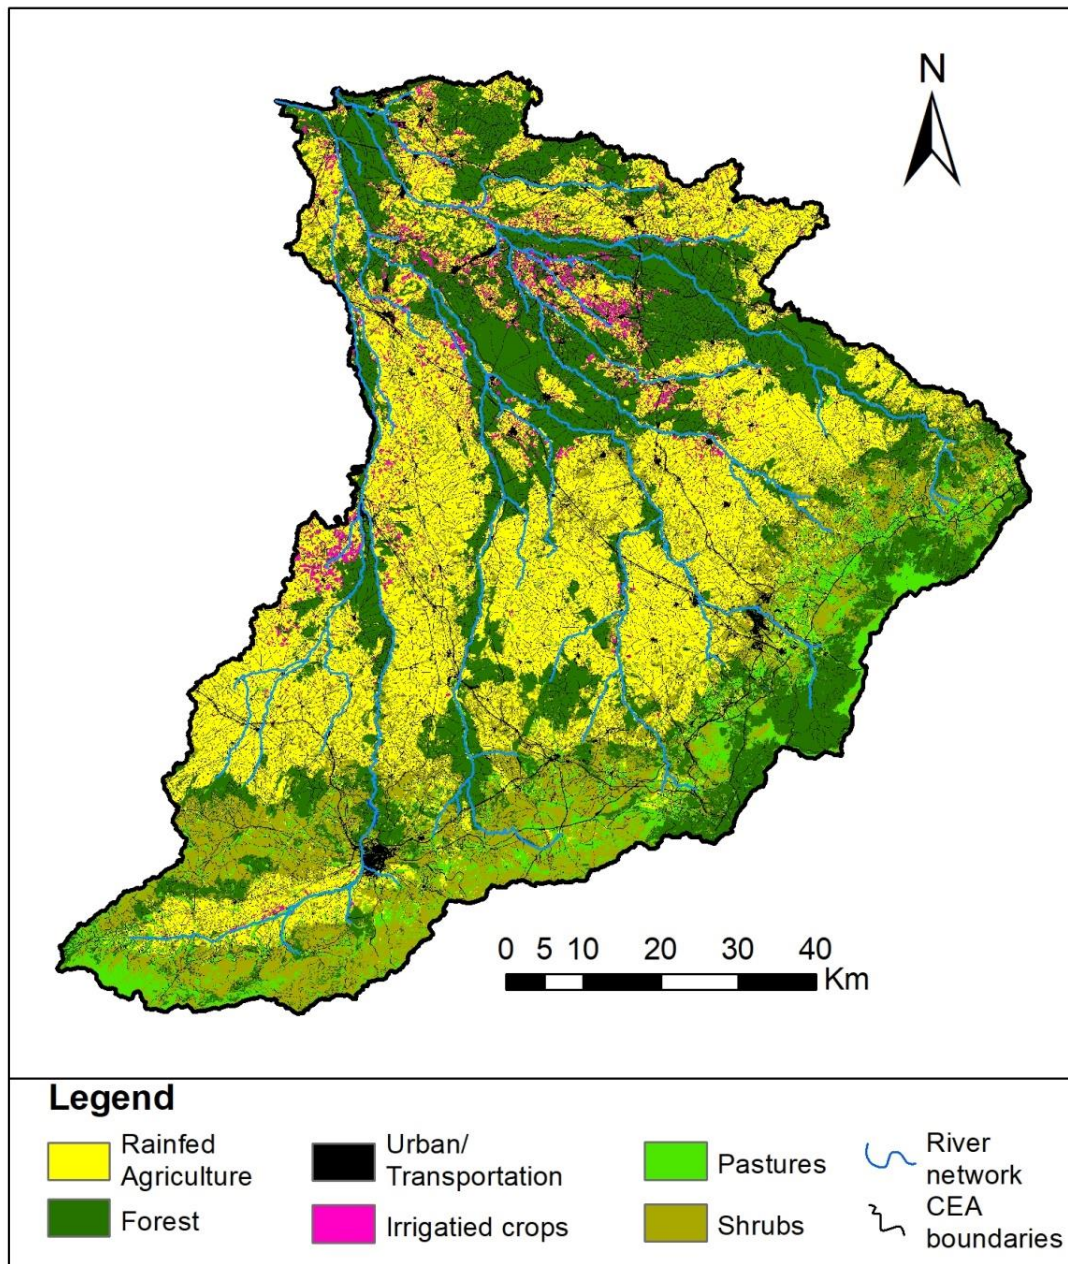 N
0 5 10 20 30 40
Km
Legend
Rainfed
Agriculture
Urban/
Transportation
Pastures
River
network
Forest
Irrigatied crops
Shrubs
CEA
boundaries